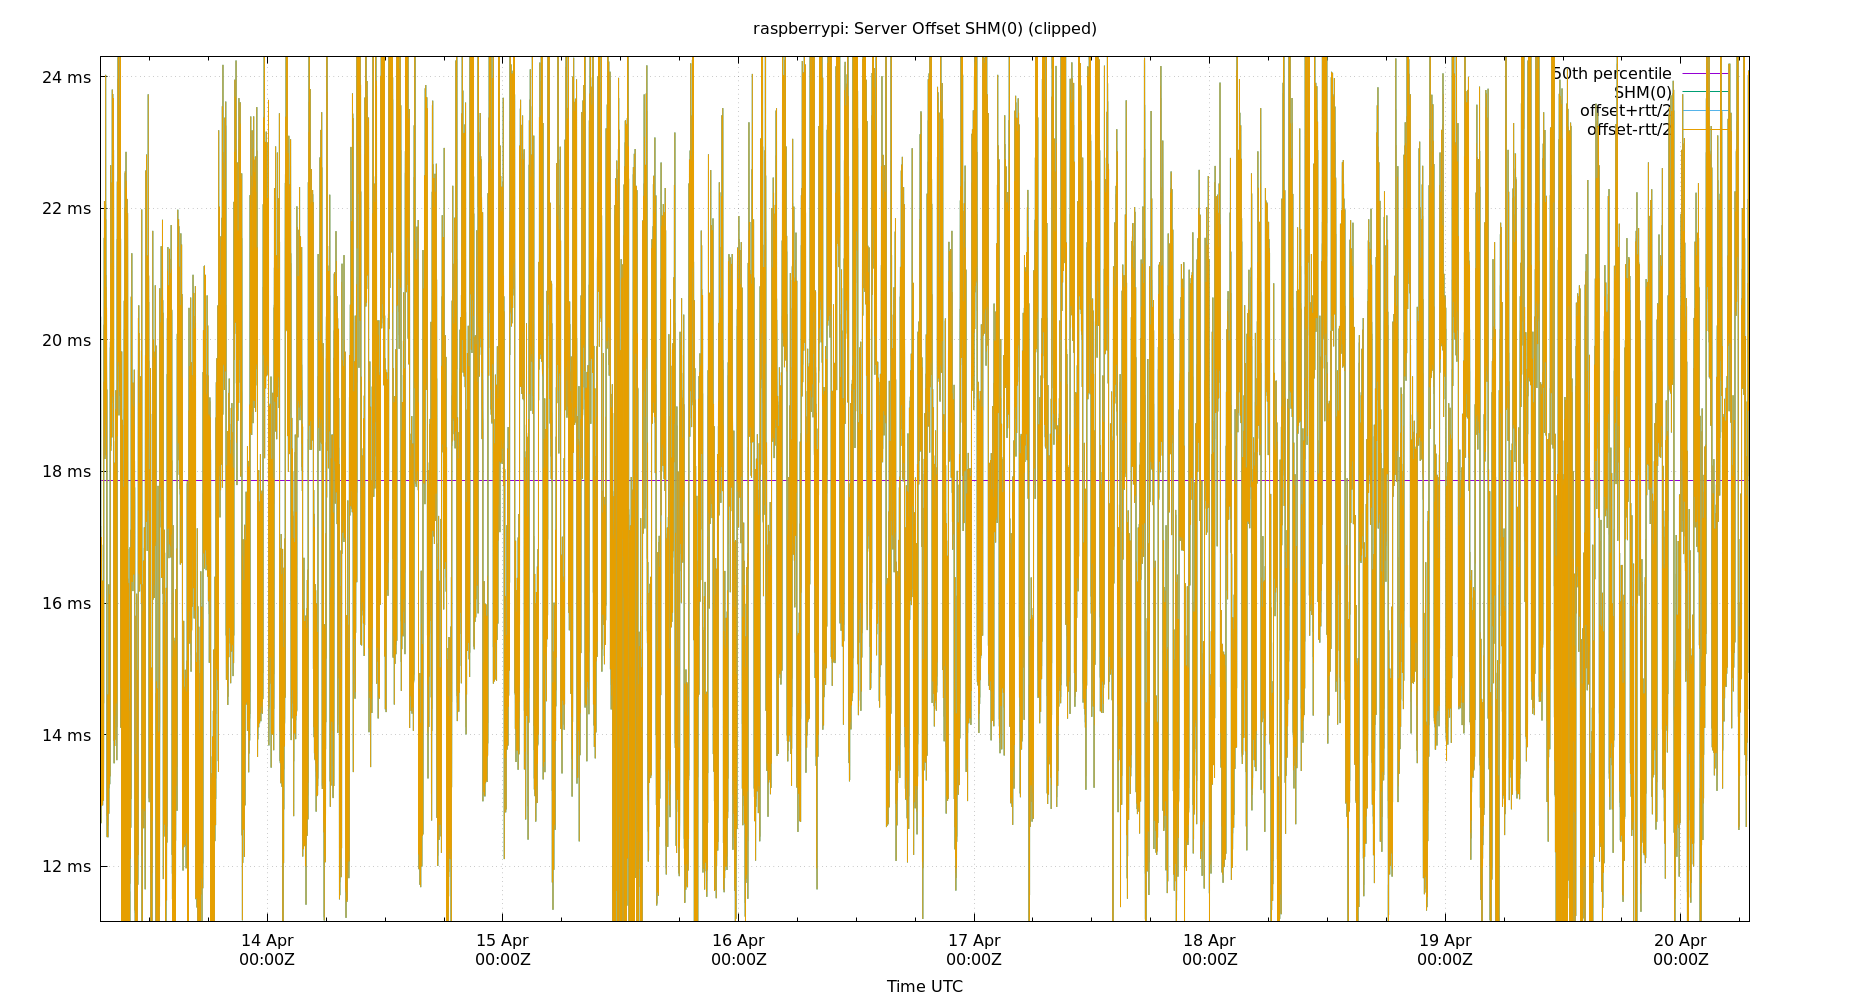 raspberrypi: Server Offset SHM(0) (clipped)
24 ms
22 ms
20 ms
18 ms
16 ms
14 ms
12 ms
50th percentile
SHM(0)
offset+rtt/2
offset-rtt/2
14 Apr 15 Apr 16 Apr 17 Apr 18 Apr 19 Apr 20 Apr
00:00Z 00:00Z 00:00Z 00:00Z 00:00Z 00:00Z 00:00Z
Time UTC